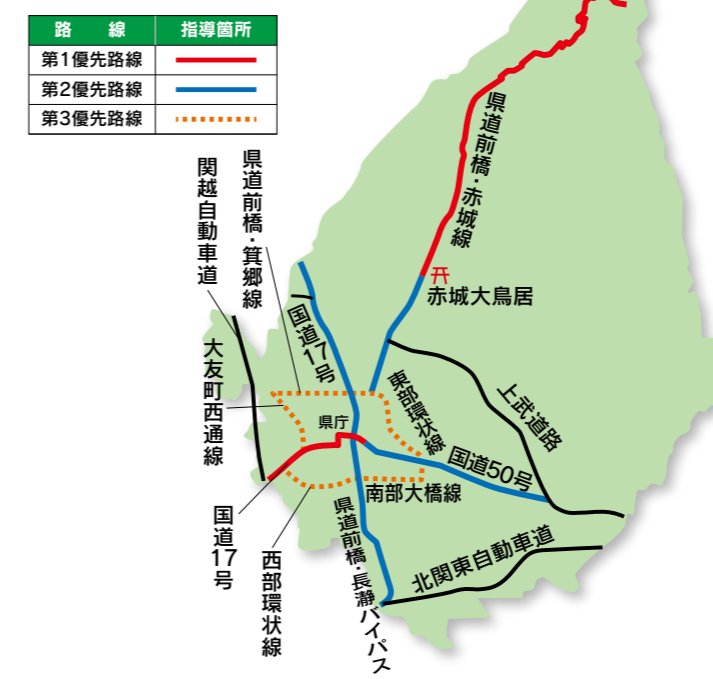 路　線　指導箇所
第1優先路線
第2優先路線
第3優先路線
関越自動車道
県道前橋・箕郷線
県道前橋・赤城線
赤城大鳥居
国道17号
大友町西通線
東部環状線
上武道路
県庁
国道50号
南部大橋線
国道17号
西部環状線
県道前橋・長瀞バイパス
北関東自動車道